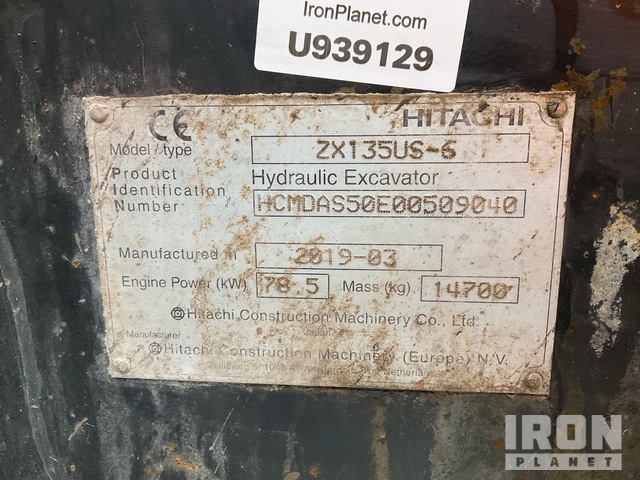 IronPlanet.com
U939129
CE
HITACHI
Model / type ZX135US-6
Product Hydraulic Excavator
Identification
Number HCMDAS50E00509040
Manufactured in 2019-03
Engine Power (kW) 78.5 Mass (kg) 14700
Hitachi Construction Machinery Co., Ltd.
Japan
Manufacturer
Hitachi Construction Machinery (Europe) N.V.
Netherlands
IRON
PLANET